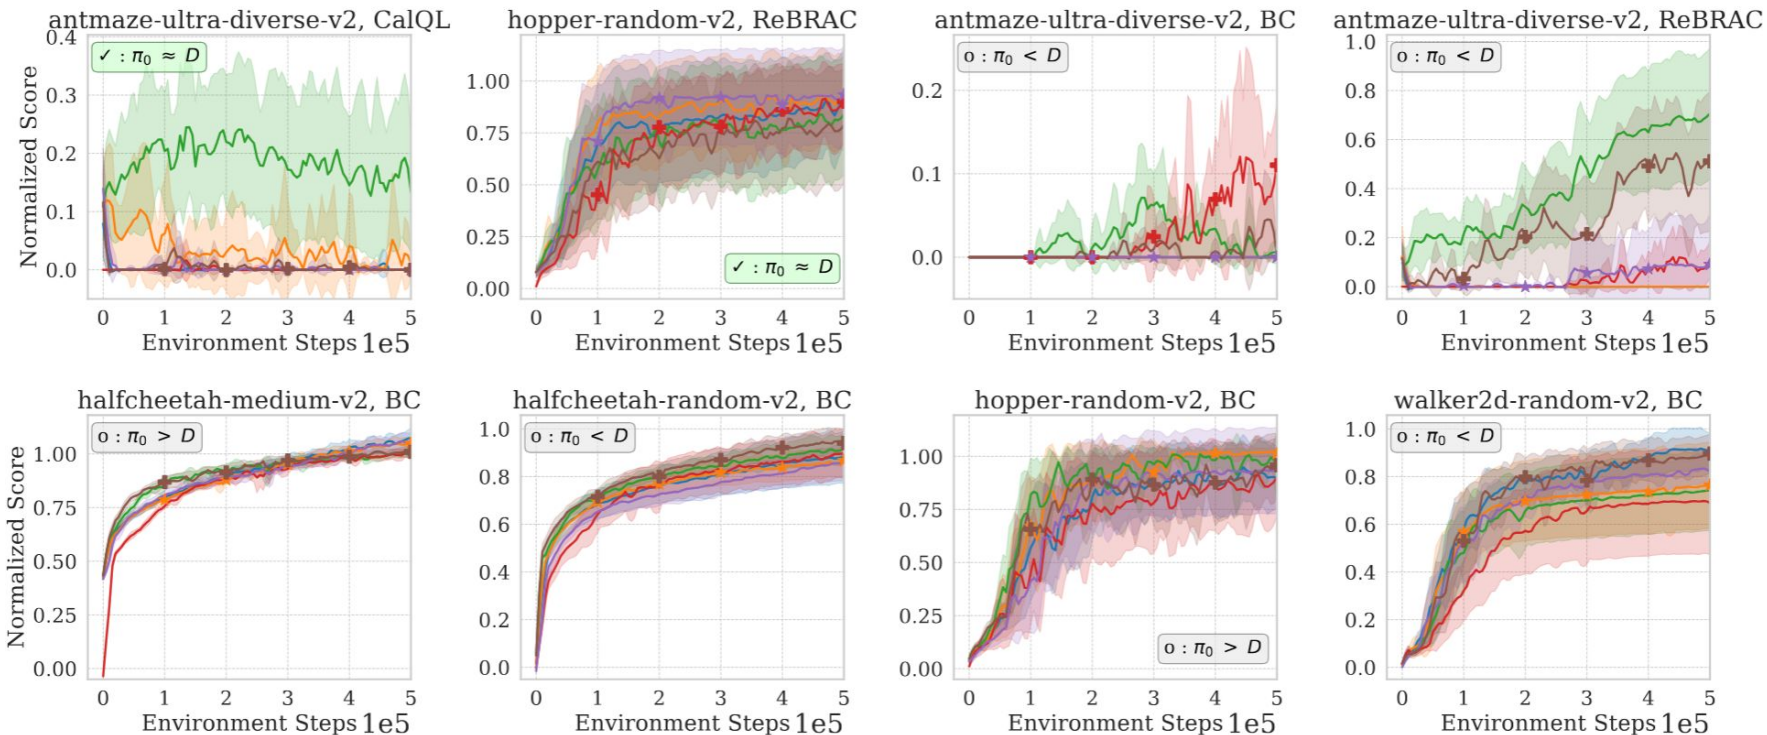 antmaze-ultra-diverse-v2, CalQL
hopper-random-v2, ReBRAC
antmaze-ultra-diverse-v2, BC
antmaze-ultra-diverse-v2, ReBRAC
Normalized Score
0.4
0.3
0.2
0.1
0.0
✓ : π₀ ≈ D
0 1 2 3 4 5
Environment Steps 1e5
1.00
0.75
0.50
0.25
0.00
✓ : π₀ ≈ D
0 1 2 3 4 5
Environment Steps 1e5
0.2
0.1
0.0
o : π₀ < D
0 1 2 3 4 5
Environment Steps 1e5
1.0
0.8
0.6
0.4
0.2
0.0
o : π₀ < D
0 1 2 3 4 5
Environment Steps 1e5
halfcheetah-medium-v2, BC
halfcheetah-random-v2, BC
hopper-random-v2, BC
walker2d-random-v2, BC
Normalized Score
1.00
0.75
0.50
0.25
0.00
o : π₀ > D
0 1 2 3 4 5
Environment Steps 1e5
1.0
0.8
0.6
0.4
0.2
0.0
o : π₀ < D
0 1 2 3 4 5
Environment Steps 1e5
1.00
0.75
0.50
0.25
0.00
o : π₀ > D
0 1 2 3 4 5
Environment Steps 1e5
1.0
0.8
0.6
0.4
0.2
0.0
o : π₀ < D
0 1 2 3 4 5
Environment Steps 1e5